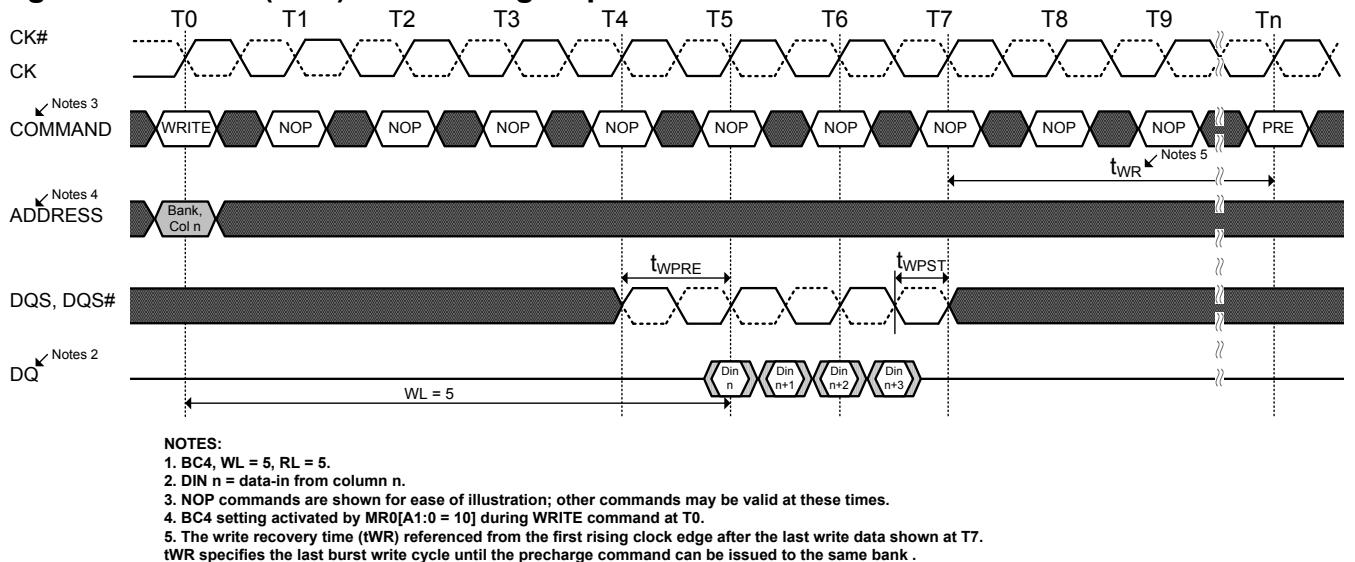 T0 T1 T2 T3 T4 T5 T6 T7 T8 T9 Tn
CK#
CK
Notes 3
COMMAND WRITE NOP NOP NOP NOP NOP NOP NOP NOP NOP PRE
tWR Notes 5
Notes 4
ADDRESS Bank, Col n
tWPRE tWPST
DQS, DQS#
Notes 2
DQ Din n Din n+1 Din n+2 Din n+3
WL = 5
NOTES:
1. BC4, WL = 5, RL = 5.
2. DIN n = data-in from column n.
3. NOP commands are shown for ease of illustration; other commands may be valid at these times.
4. BC4 setting activated by MR0[A1:0 = 10] during WRITE command at T0.
5. The write recovery time (tWR) referenced from the first rising clock edge after the last write data shown at T7.
tWR specifies the last burst write cycle until the precharge command can be issued to the same bank .